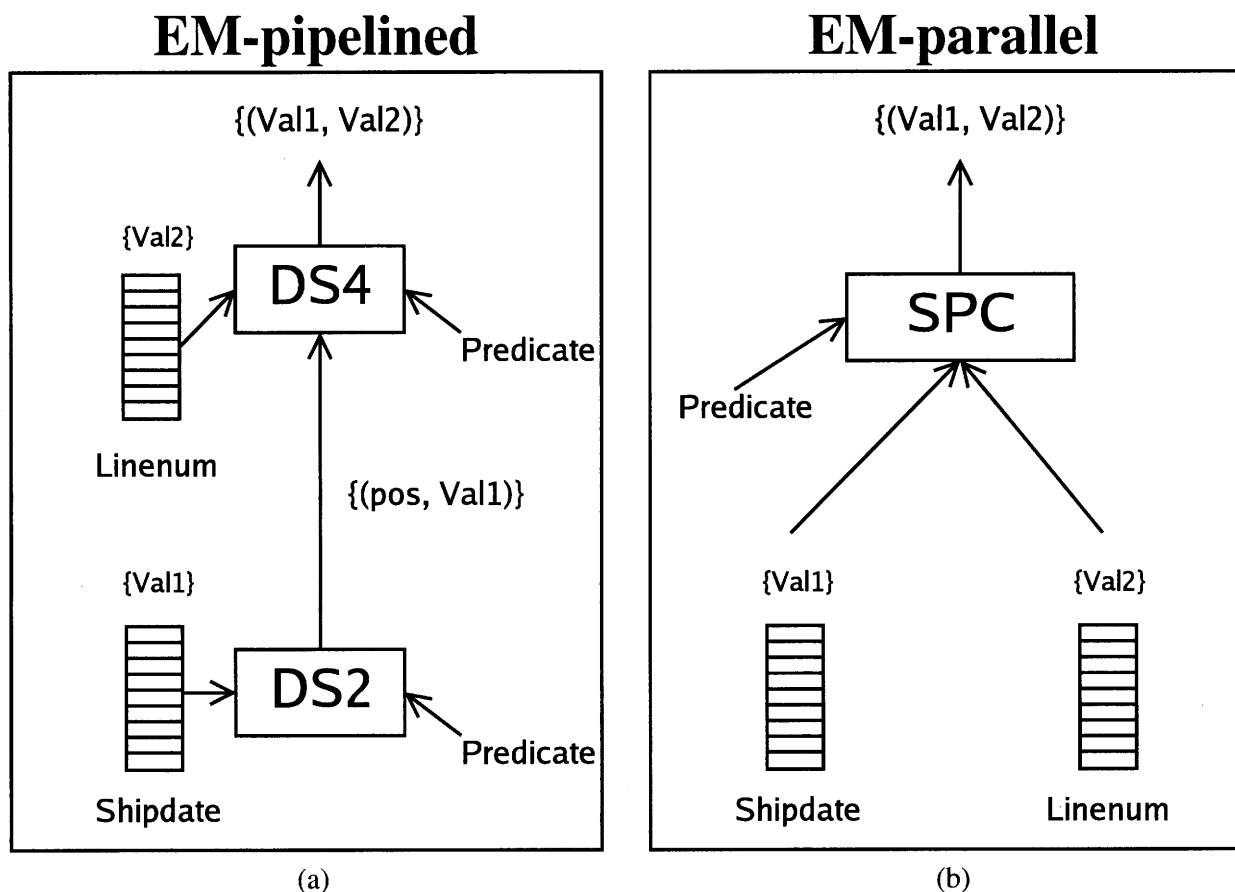 EM-pipelined
{(Val1, Val2)}
{Val2}
DS4
Predicate
Linenum
{(pos, Val1)}
{Val1}
DS2
Predicate
Shipdate
(a)
EM-parallel
{(Val1, Val2)}
SPC
Predicate
{Val1}
{Val2}
Shipdate
Linenum
(b)